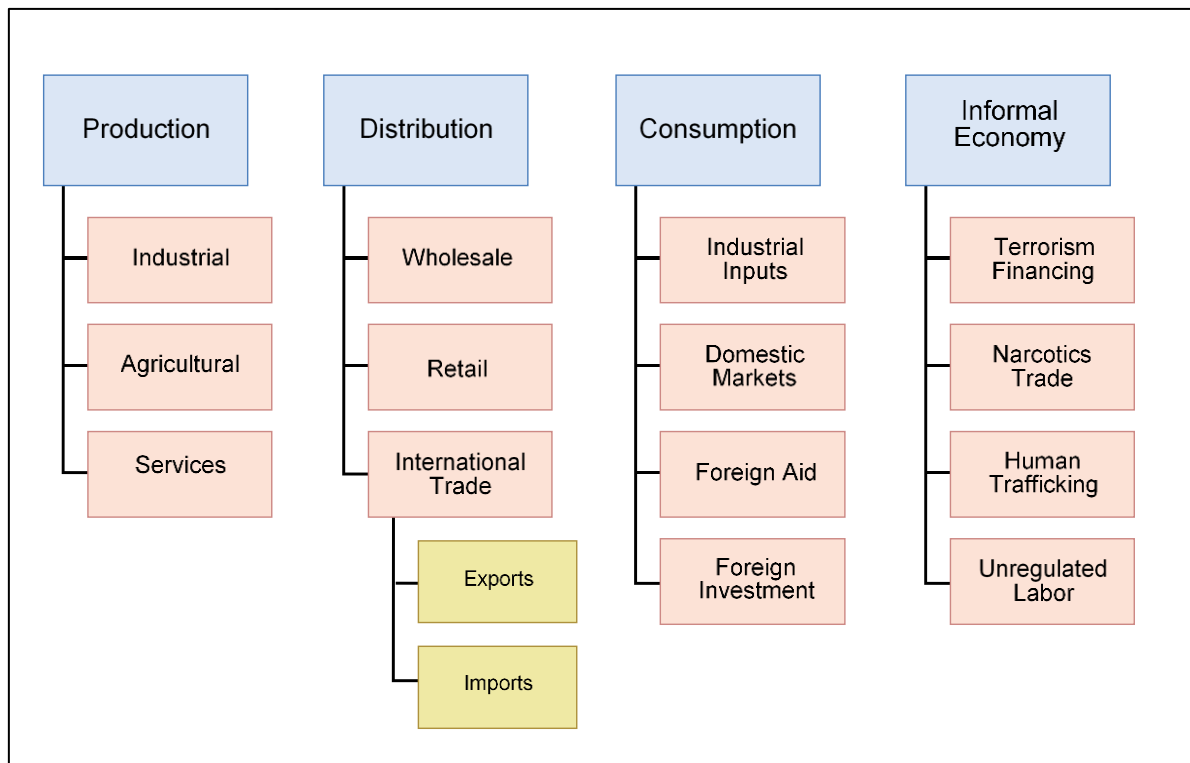 Production
Industrial
Agricultural
Services
Distribution
Wholesale
Retail
International
Trade
Exports
Imports
Consumption
Industrial
Inputs
Domestic
Markets
Foreign Aid
Foreign
Investment
Informal
Economy
Terrorism
Financing
Narcotics
Trade
Human
Trafficking
Unregulated
Labor